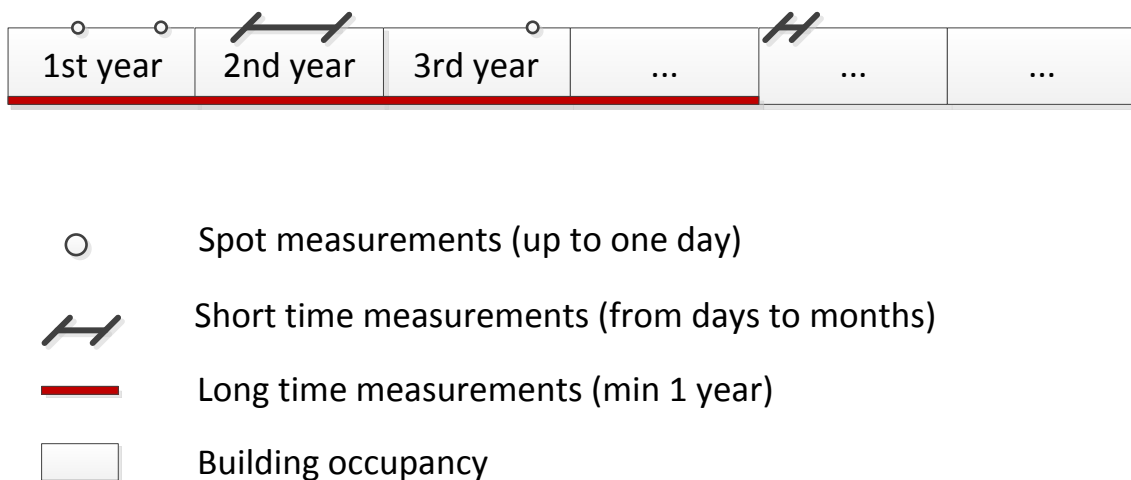 1st year 2nd year 3rd year ... ... ...
Spot measurements (up to one day)
Short time measurements (from days to months)
Long time measurements (min 1 year)
Building occupancy